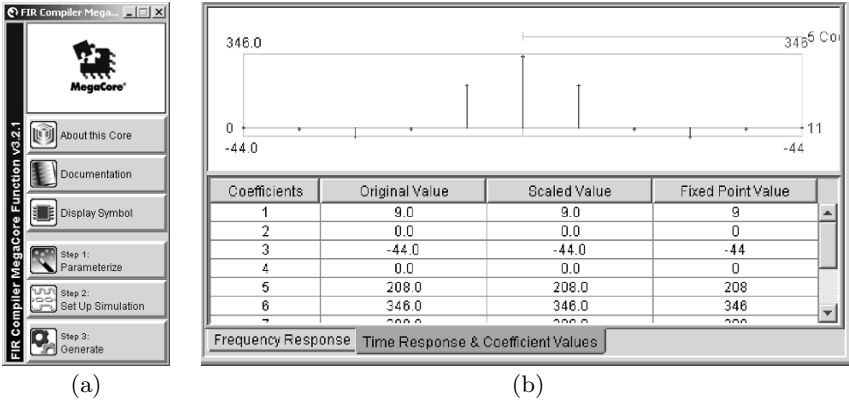 FIR Compiler Mega...
MegaCore®
FIR Compiler MegaCore Function v3.2.1
About this Core
Documentation
Display Symbol
Step 1:
Parameterize
Step 2:
Set Up Simulation
Step 3:
Generate
(a)
346.0
346
5 Co
0
11
-44.0
-44
Coefficients Original Value Scaled Value Fixed Point Value
1 9.0 9.0 9
2 0.0 0.0 0
3 -44.0 -44.0 -44
4 0.0 0.0 0
5 208.0 208.0 208
6 346.0 346.0 346
Frequency Response Time Response & Coefficient Values
(b)